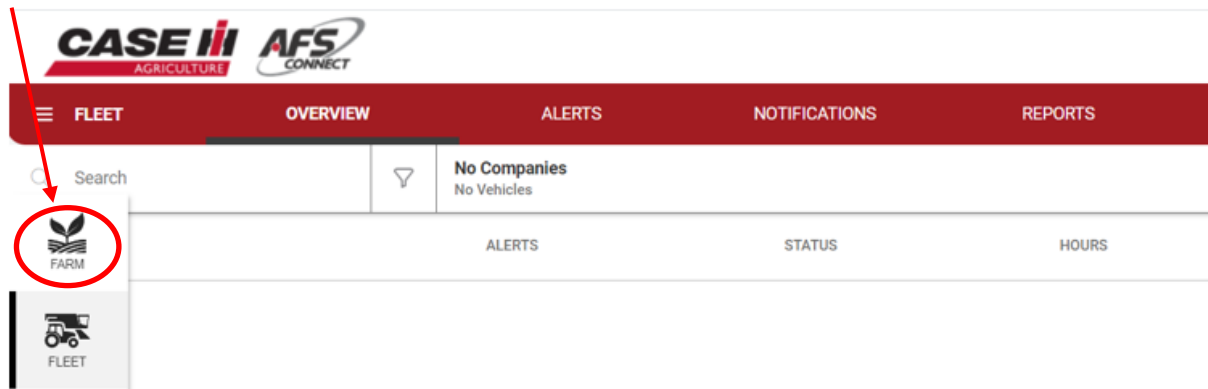 CASE IH AFS
AGRICULTURE CONNECT
FLEET OVERVIEW ALERTS NOTIFICATIONS REPORTS
Search No Companies
No Vehicles
ALERTS STATUS HOURS
FARM
FLEET